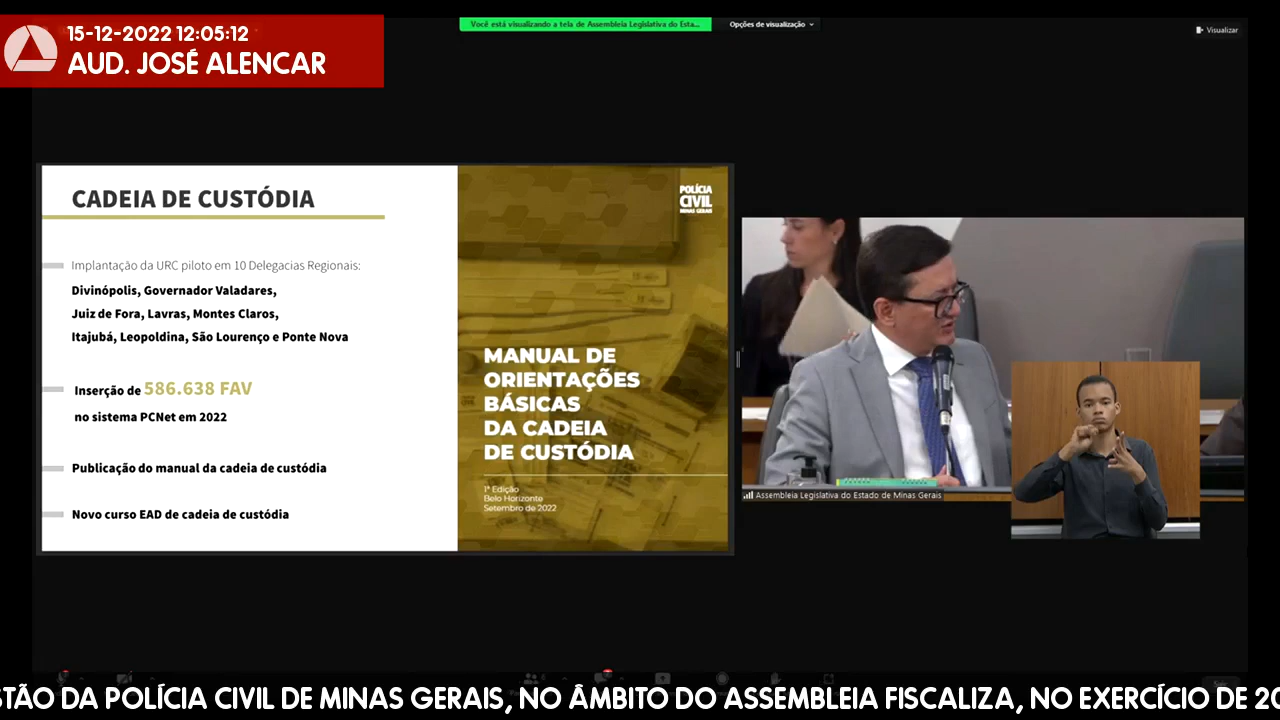 15-12-2022 12:05:12
AUD. JOSÉ ALENCAR
Você está visualizando a tela de Assembleia Legislativa do Esta...
Opções de visualização
Visualizar
CADEIA DE CUSTÓDIA
Implantação da URC piloto em 10 Delegacias Regionais:
Divinópolis, Governador Valadares,
Juiz de Fora, Lavras, Montes Claros,
Itajubá, Leopoldina, São Lourenço e Ponte Nova
Inserção de 586.638 FAV
no sistema PCNet em 2022
Publicação do manual da cadeia de custódia
Novo curso EAD de cadeia de custódia
POLÍCIA
CIVIL
MINAS GERAIS
MANUAL DE
ORIENTAÇÕES
BÁSICAS
DA CADEIA
DE CUSTÓDIA
1ª Edição
Belo Horizonte
Setembro de 2022
Assembleia Legislativa do Estado de Minas Gerais
STÃO DA POLÍCIA CIVIL DE MINAS GERAIS, NO ÂMBITO DO ASSEMBLEIA FISCALIZA, NO EXERCÍCIO DE 20